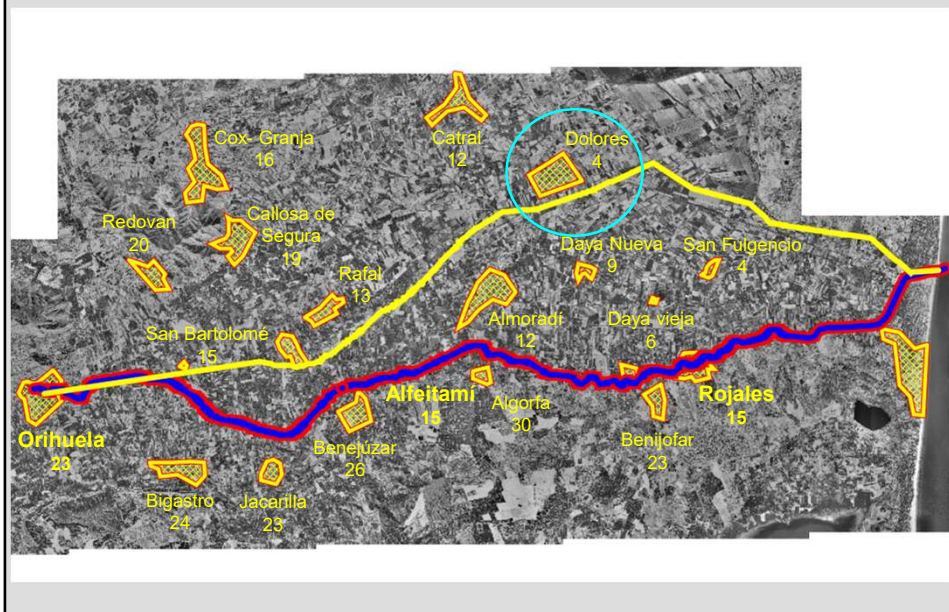 Cox- Granja
16
Catral
12
Dolores
4
Redovan
20
Callosa de
Segura
19
Rafal
13
Daya Nueva
9
San Fulgencio
4
San Bartolomé
15
Almoradí
12
Daya vieja
6
Orihuela
23
Alfeitamí
15
Algorfa
30
Rojales
15
Benejúzar
26
Benijofar
23
Bigastro
24
Jacarilla
23